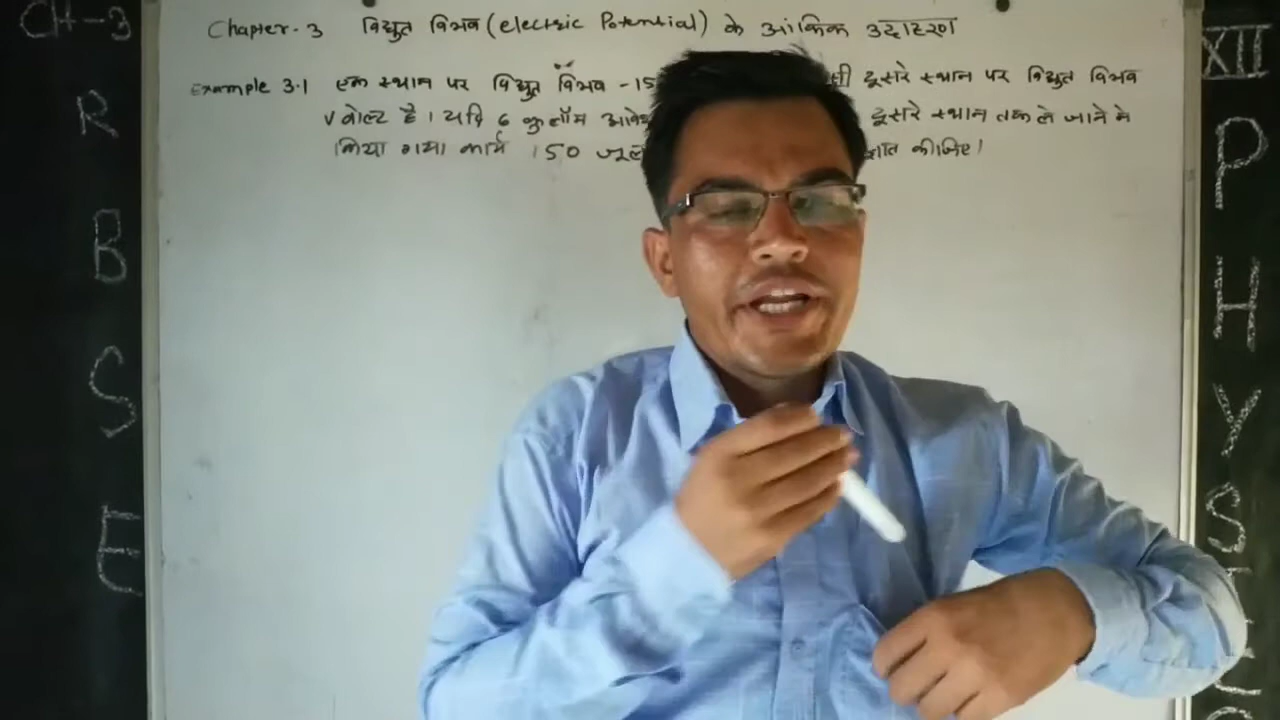 CH-3
R
B
S
E
Chapter-3 विद्युत विभव (electric Potential) के आंकिक उदाहरण
Example 3.1 एक स्थान पर विद्युत विभव -15 दूसरे स्थान पर विद्युत विभव
V वोल्ट है। यदि 6 कुलॉम दूसरे स्थान तक ले जाने मे
किया गया कार्य 150 जूल ज्ञात कीजिए।
XII
P
H
Y
S